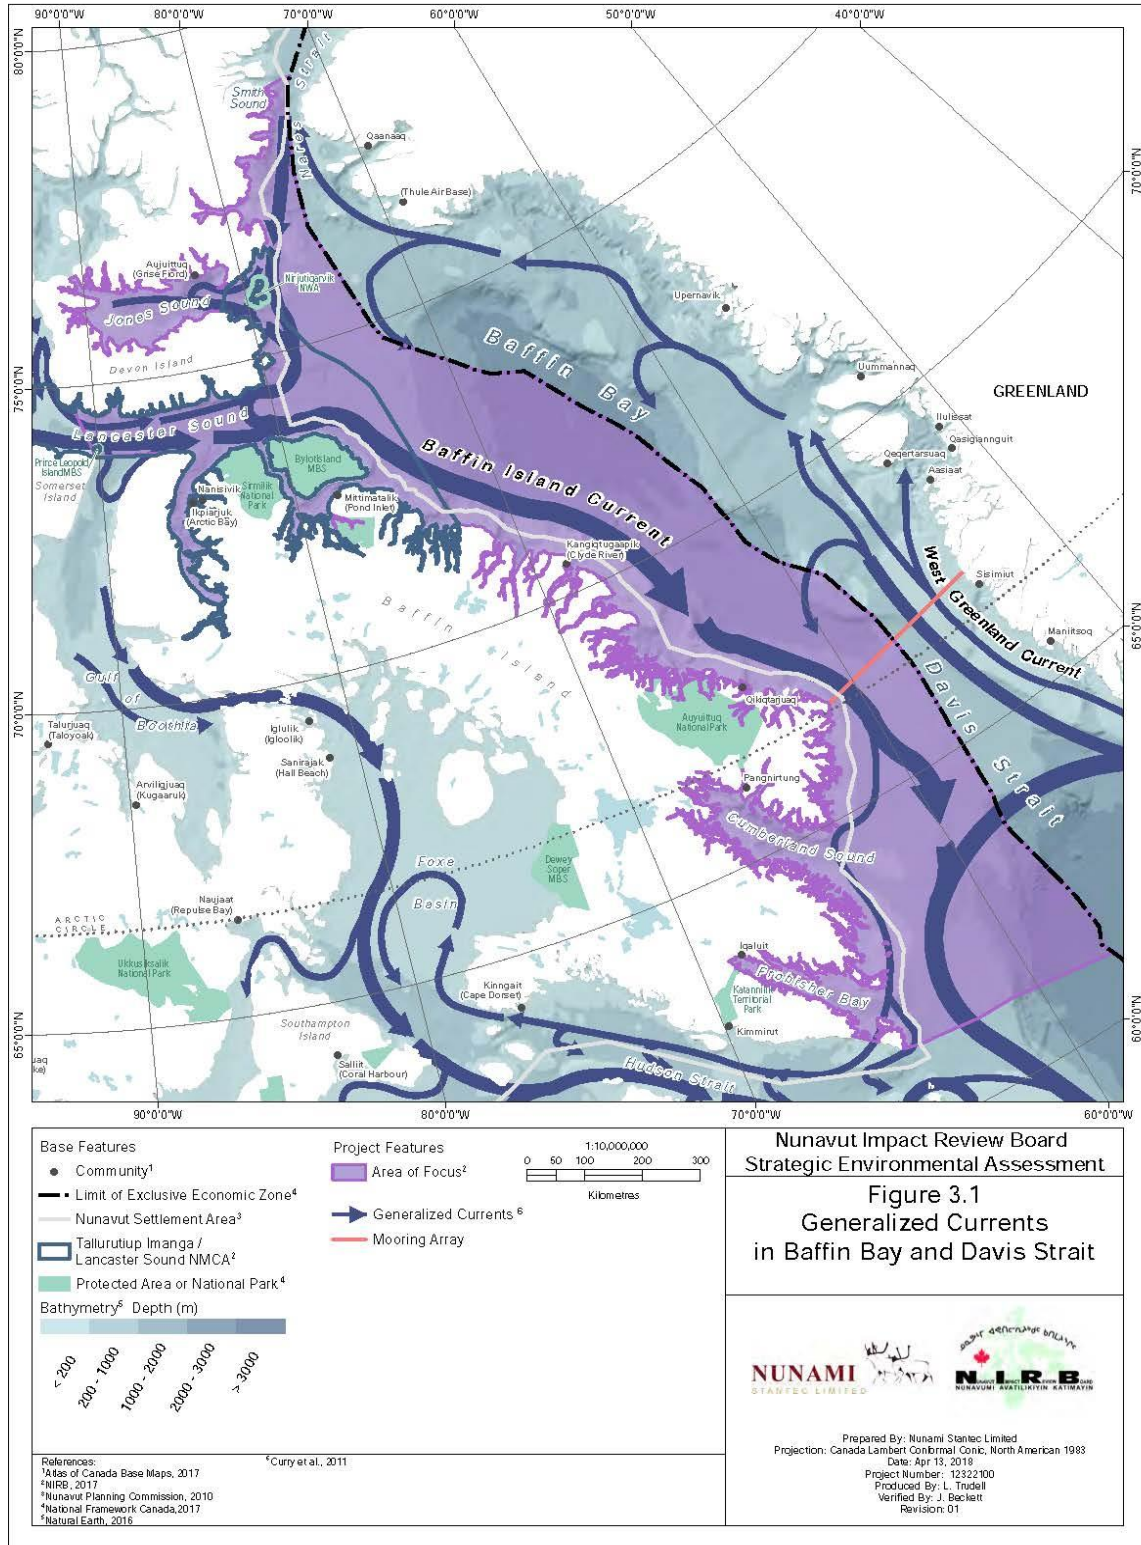 90°0'0"W
80°0'0"W
70°0'0"W
60°0'0"W
50°0'0"W
40°0'0"W
80°0'0"N
75°0'0"N
70°0'0"N
65°0'0"N
70°0'0"N
65°0'0"N
60°0'0"N
Smith
Sound
Nares Strait
Qaanaaq
(Thule Air Base)
Aujuittuq
(Grise Fiord)
Nirjutiqarvik
NWA
Jones Sound
Devon Island
Upernavik
Baffin Bay
Uummannaq
GREENLAND
Ilulissat
Qasigiannguit
Qeqertarsuaq
Aasiaat
Lancaster Sound
Prince Leopold
Island MBS
Somerset
Island
Bylot Island
MBS
Nanisivik
Sirmilik
National
Park
Ikpiarjuk
(Arctic Bay)
Mittimatalik
(Pond Inlet)
Baffin Island Current
Kangiqtugaapik
(Clyde River)
West Greenland Current
Sisimiut
Maniitsoq
Baffin Island
Gulf
of
Boothia
Talurjuaq
(Taloyoak)
Iglulik
(Igloolik)
Sanirajak
(Hall Beach)
Arviligjuaq
(Kugaaruk)
Qikiqtarjuaq
Auyuittuq
National Park
Davis Strait
Pangnirtung
Cumberland Sound
Foxe
Basin
Dewey
Soper
MBS
Naujaat
(Repulse Bay)
ARCTIC
CIRCLE
Ukkusiksalik
National Park
Iqaluit
Frobisher Bay
Katannilik
Territorial
Park
Kinngait
(Cape Dorset)
Kimmirut
Southampton
Island
Salliit
(Coral Harbour)
Hudson Strait
90°0'0"W
80°0'0"W
70°0'0"W
60°0'0"W
Base Features
Community1
Limit of Exclusive Economic Zone4
Nunavut Settlement Area3
Tallurutiup Imanga /
Lancaster Sound NMCA2
Protected Area or National Park4
Bathymetry5 Depth (m)
< 200
200 - 1000
1000 - 2000
2000 - 3000
> 3000
Project Features
Area of Focus2
Generalized Currents 6
Mooring Array
1:10,000,000
0 50 100 200 300
Kilometres
Nunavut Impact Review Board
Strategic Environmental Assessment
Figure 3.1
Generalized Currents
in Baffin Bay and Davis Strait
NUNAMI
STANTEC LIMITED
NIRB
NUNAVUT IMPACT REVIEW BOARD
NUNAVUMI AVATILIKIYIN KATIMAYIN
Prepared By: Nunami Stantec Limited
Projection: Canada Lambert Conformal Conic, North American 1983
Date: Apr 13, 2018
Project Number: 12322100
Produced By: L. Trudell
Verified By: J. Beckett
Revision: 01
References:
1Atlas of Canada Base Maps, 2017
2NIRB, 2017
3Nunavut Planning Commission, 2010
4National Framework Canada,2017
5Natural Earth, 2016
6Curry et al., 2011